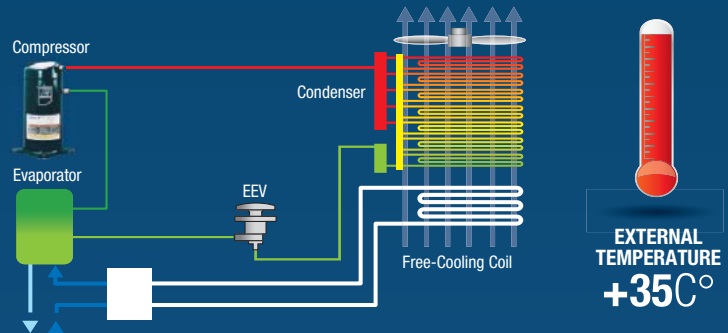 Compressor
Condenser
Evaporator
EEV
Free-Cooling Coil
EXTERNAL
TEMPERATURE
+35C°